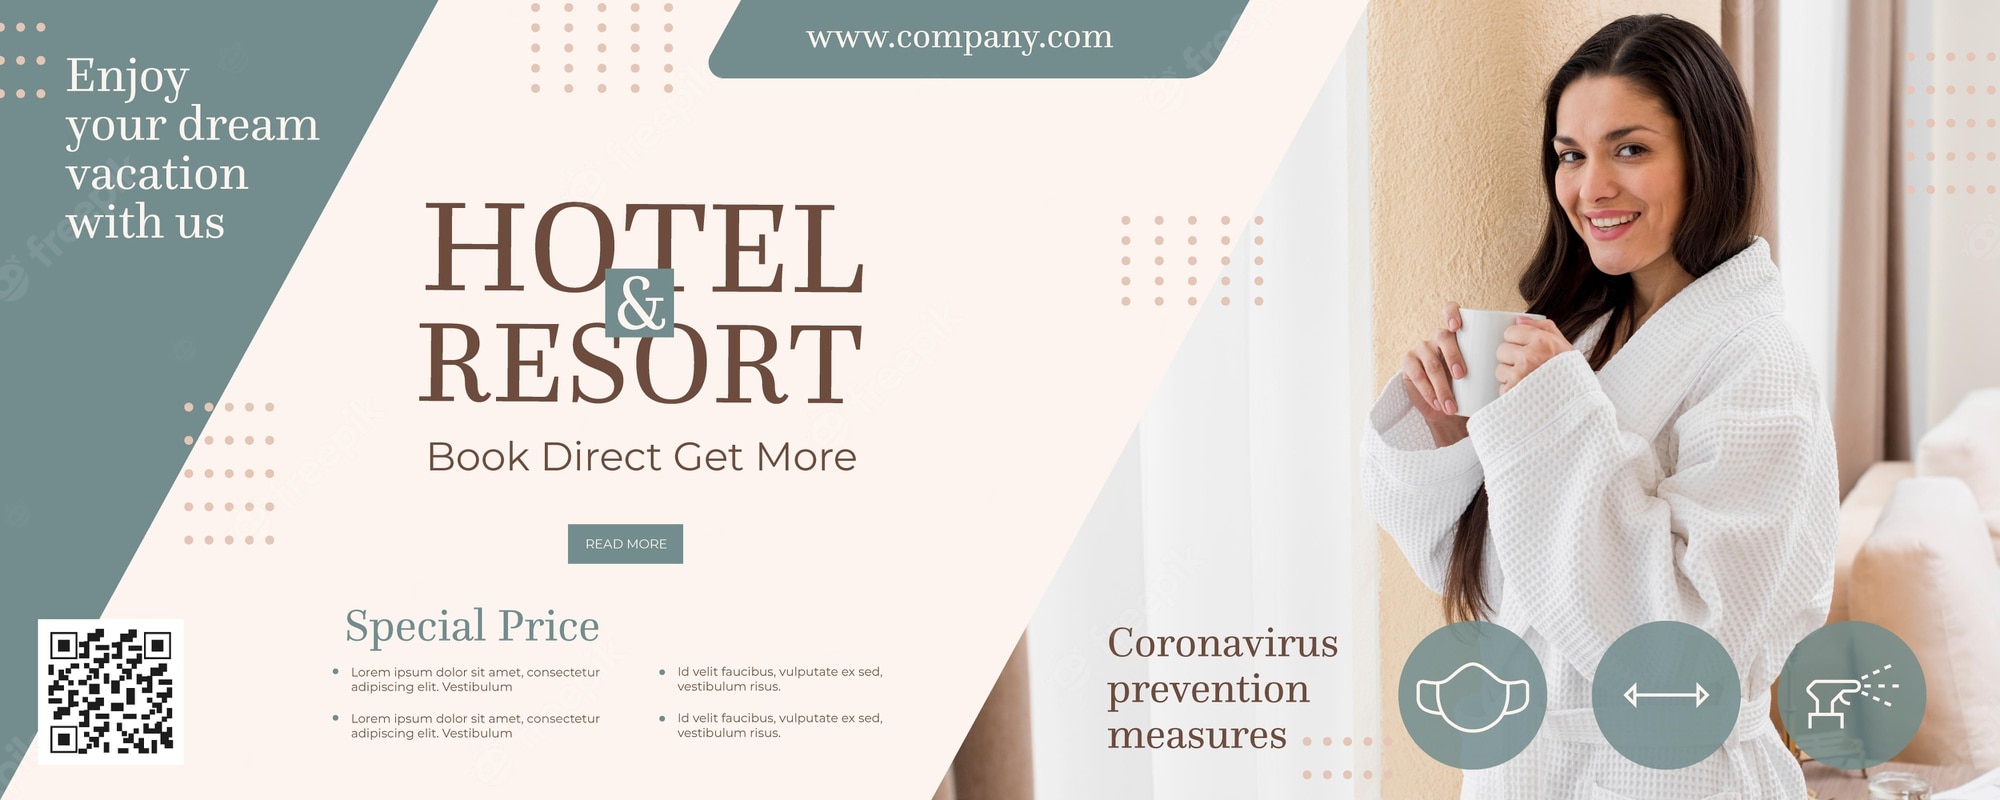 Enjoy
your dream
vacation
with us
www.company.com
HOTEL
&
RESORT
Book Direct Get More
READ MORE
Special Price
Lorem ipsum dolor sit amet, consectetur
adipiscing elit. Vestibulum
Lorem ipsum dolor sit amet, consectetur
adipiscing elit. Vestibulum
Id velit faucibus, vulputate ex sed,
vestibulum risus.
Id velit faucibus, vulputate ex sed,
vestibulum risus.
Coronavirus
prevention
measures